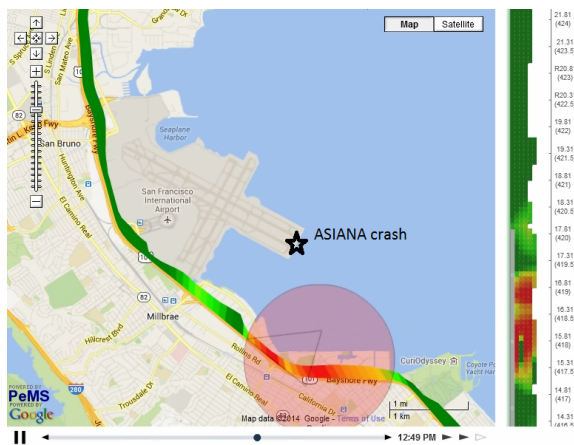 Map
Satellite
Grand
S Linden Ave
San Mateo Ave
82
San Bruno
Huntington Ave
El Camino Real
Bayshore Fwy
Seaplane
Harbor
San Francisco
International
Airport
ASIANA crash
82
Millbrae
Hillcrest Blvd
Rollins Rd
CuriOdyssey
Coyote Po
Yacht Har
101
Bayshore Fwy
El Camino Real
California Dr
Trousdale Dr
280
1 mi
1 km
POWERED BY
PeMS
POWERED BY
Google
Map data ©2014 Google - Terms of Use
12:49 PM
21.81
(424)
21.31
(423.5
R20.8
(423)
R20.3
(422.5
19.81
(422)
19.31
(421.5
18.81
(421)
18.31
(420.5
17.81
(420)
17.31
(419.5
16.81
(419)
16.31
(418.5
15.81
(418)
15.31
(417.5
14.81
(417)
14.31
(416.5